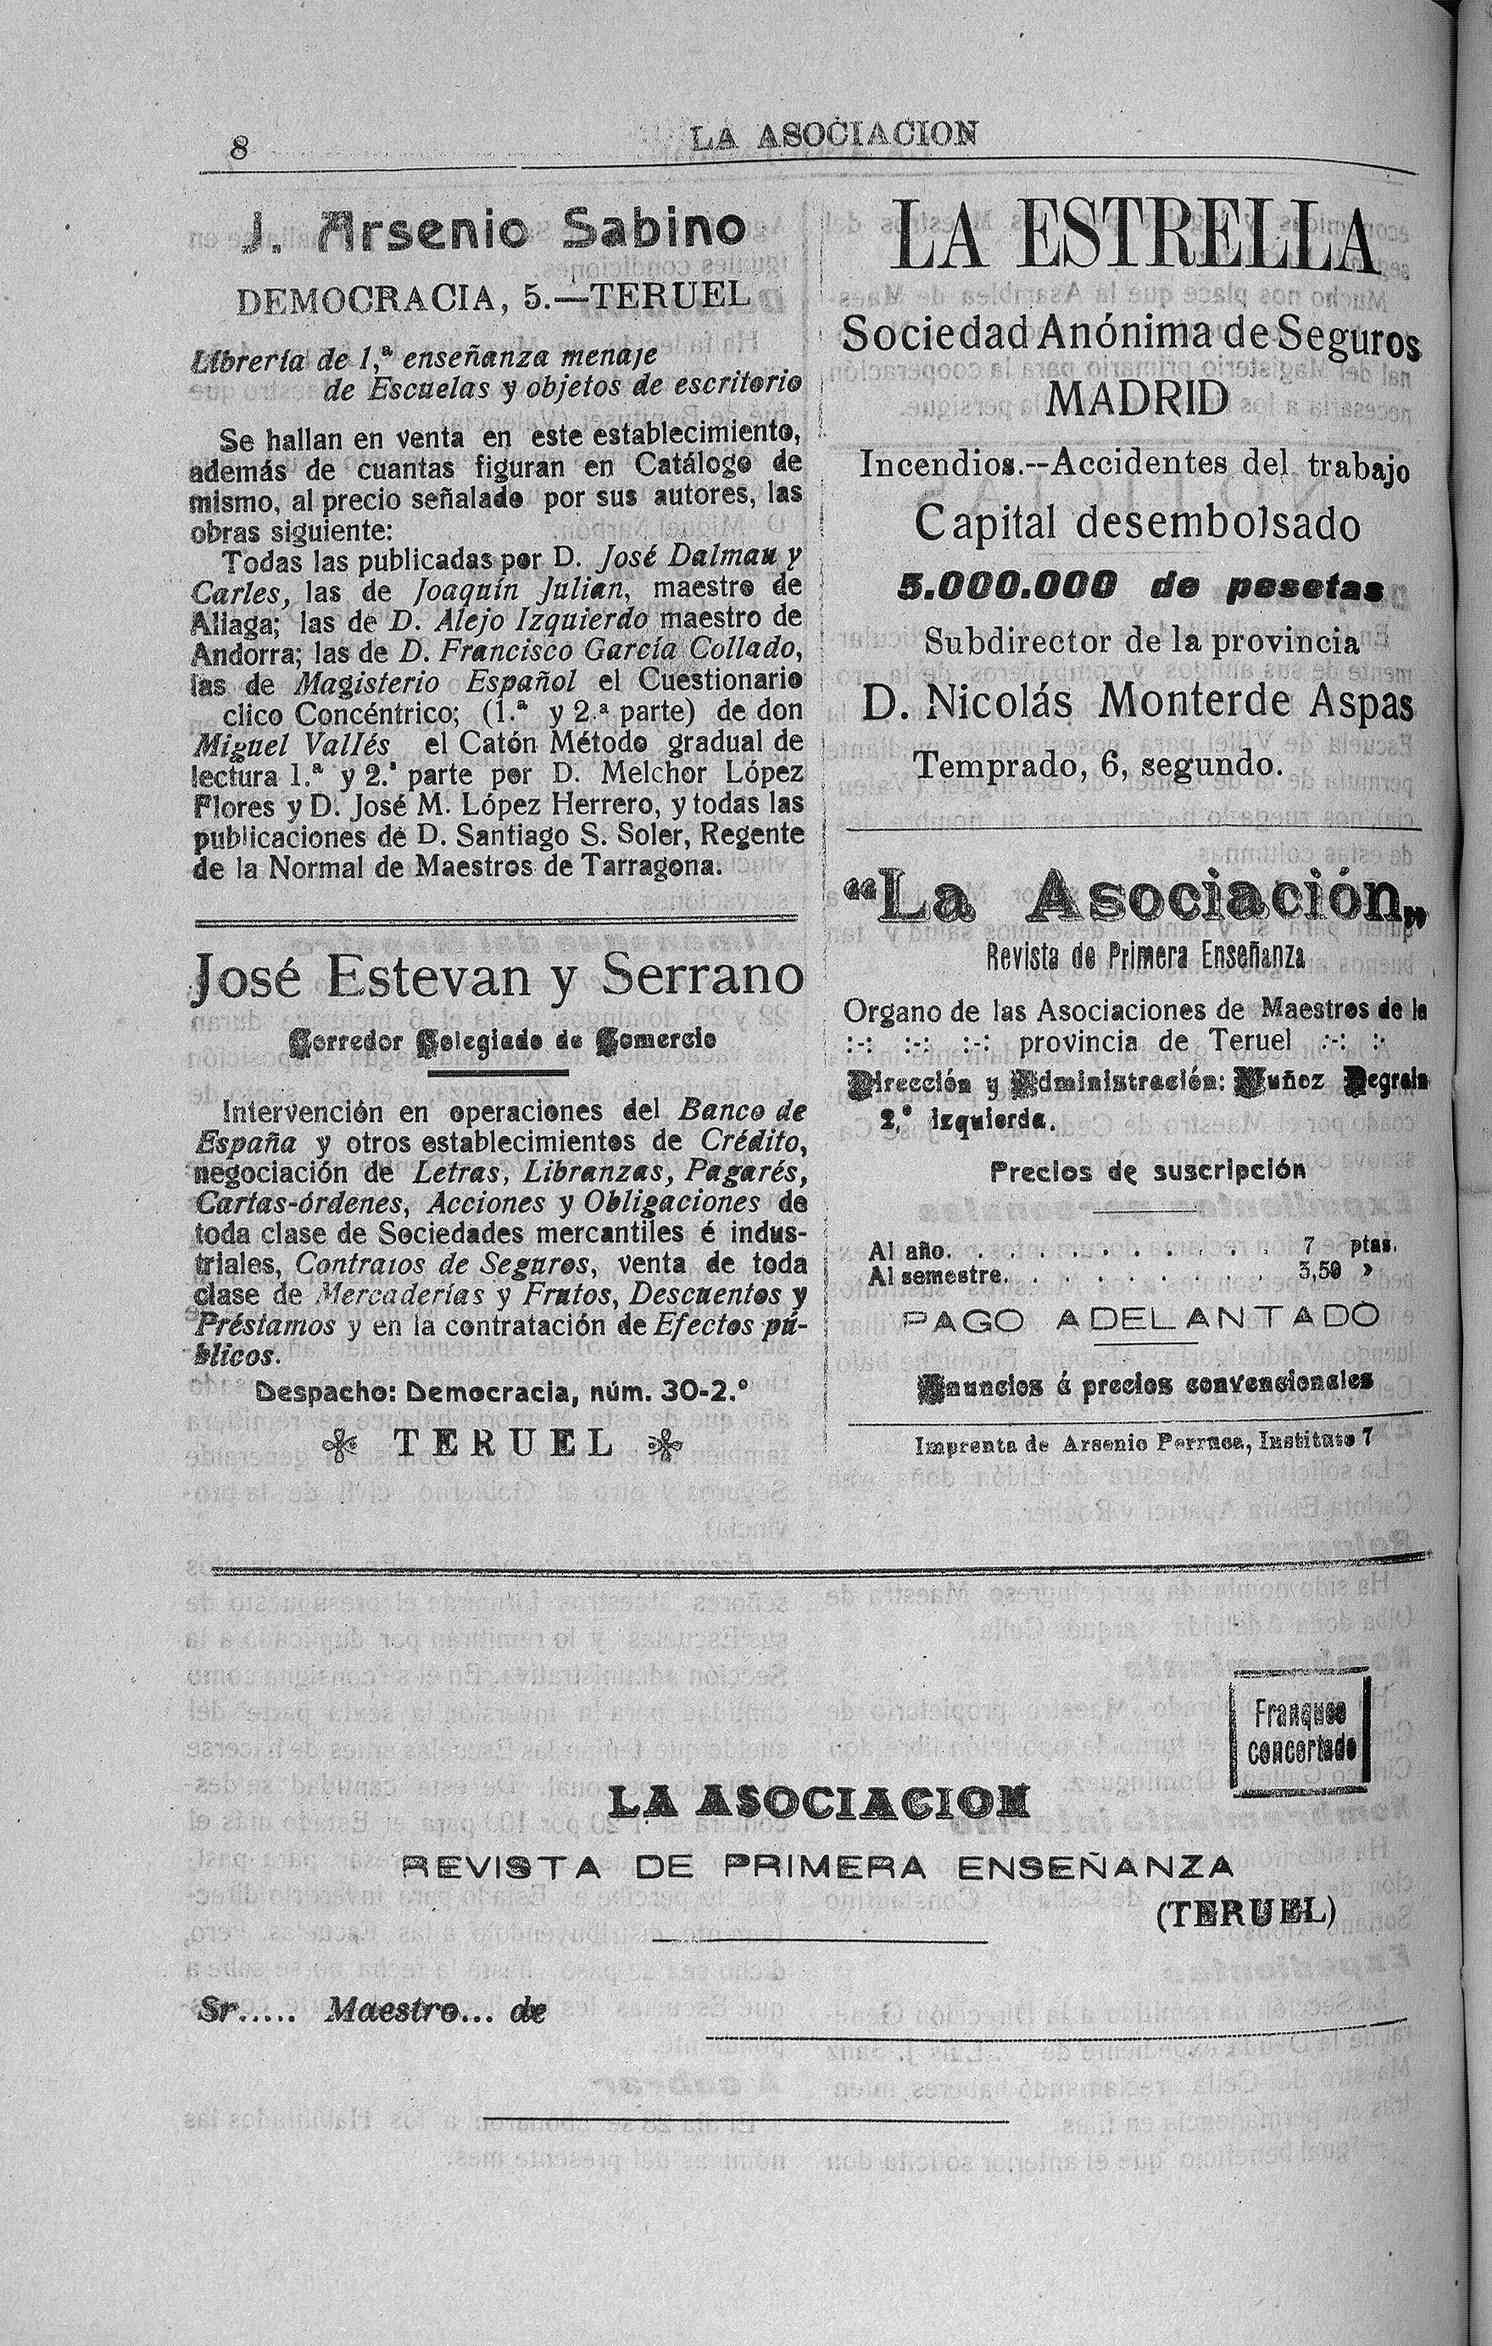 8
LA ASOCIACION
J. Arsenio Sabino
DEMOCRACIA, 5.—TERUEL
Librería de 1,ª enseñanza menaje
de Escuelas y objetos de escritorio
Se hallan en venta en este establecimiento,
además de cuantas figuran en Catálogo de
mismo, al precio señalado por sus autores, las
obras siguiente:
Todas las publicadas por D. José Dalmau y
Carles, las de Joaquín Julian, maestro de
Aliaga; las de D. Alejo Izquierdo maestro de
Andorra; las de D. Francisco García Collado,
las de Magisterio Español el Cuestionario
clico Concéntrico; (1.ª y 2.ª parte) de don
Miguel Vallés el Catón Método gradual de
lectura 1.ª y 2.ª parte por D. Melchor López
Flores y D. José M. López Herrero, y todas las
publicaciones de D. Santiago S. Soler, Regente
de la Normal de Maestros de Tarragona.
José Estevan y Serrano
Corredor Colegiado de Comercio
Intervención en operaciones del Banco de
España y otros establecimientos de Crédito,
negociación de Letras, Libranzas, Pagarés,
Cartas-órdenes, Acciones y Obligaciones de
toda clase de Sociedades mercantiles é indus-
triales, Contratos de Seguros, venta de toda
clase de Mercaderías y Frutos, Descuentos y
Préstamos y en la contratación de Efectos pú-
blicos.
Despacho: Democracia, núm. 30-2.º
TERUEL
LA ESTRELLA
Sociedad Anónima de Seguros
MADRID
Incendios.--Accidentes del trabajo
Capital desembolsado
5.000.000 de pesetas
Subdirector de la provincia
D. Nicolás Monterde Aspas
Temprado, 6, segundo.
“La Asociación„
Revista de Primera Enseñanza
Organo de las Asociaciones de Maestros de la
:-: :-: :-: provincia de Teruel :-: :-
Dirección y Administración: Muñoz Degrain
2.º izquierda.
Precios de suscripción
Al año. . . . . . . . . . . . 7 ptas.
Al semestre. . . . . . . . . . 3,50 »
PAGO ADELANTADO
Anuncios á precios convencionales
Imprenta de Arsenio Perruca, Instituto 7
Franqueo
concertado
LA ASOCIACION
REVISTA DE PRIMERA ENSEÑANZA
(TERUEL)
Sr..... Maestro... de